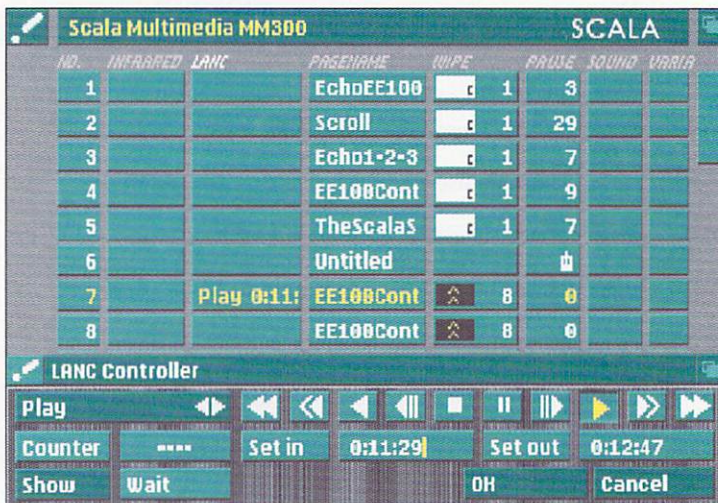 Scala Multimedia MM300 SCALA
NO. INFRARED LANC PAGENAME WIPE PAUSE SOUND VARIA
1 EchoEE100 C 1 3
2 Scroll C 1 29
3 Echo1-2-3 C 1 7
4 EE100Cont C 1 9
5 TheScalaS C 1 7
6 Untitled
7 Play 0:11: EE100Cont 8 0
8 EE100Cont 8 0
LANC Controller
Play
Counter ---- Set in 0:11:29 Set out 0:12:47
Show Wait OK Cancel